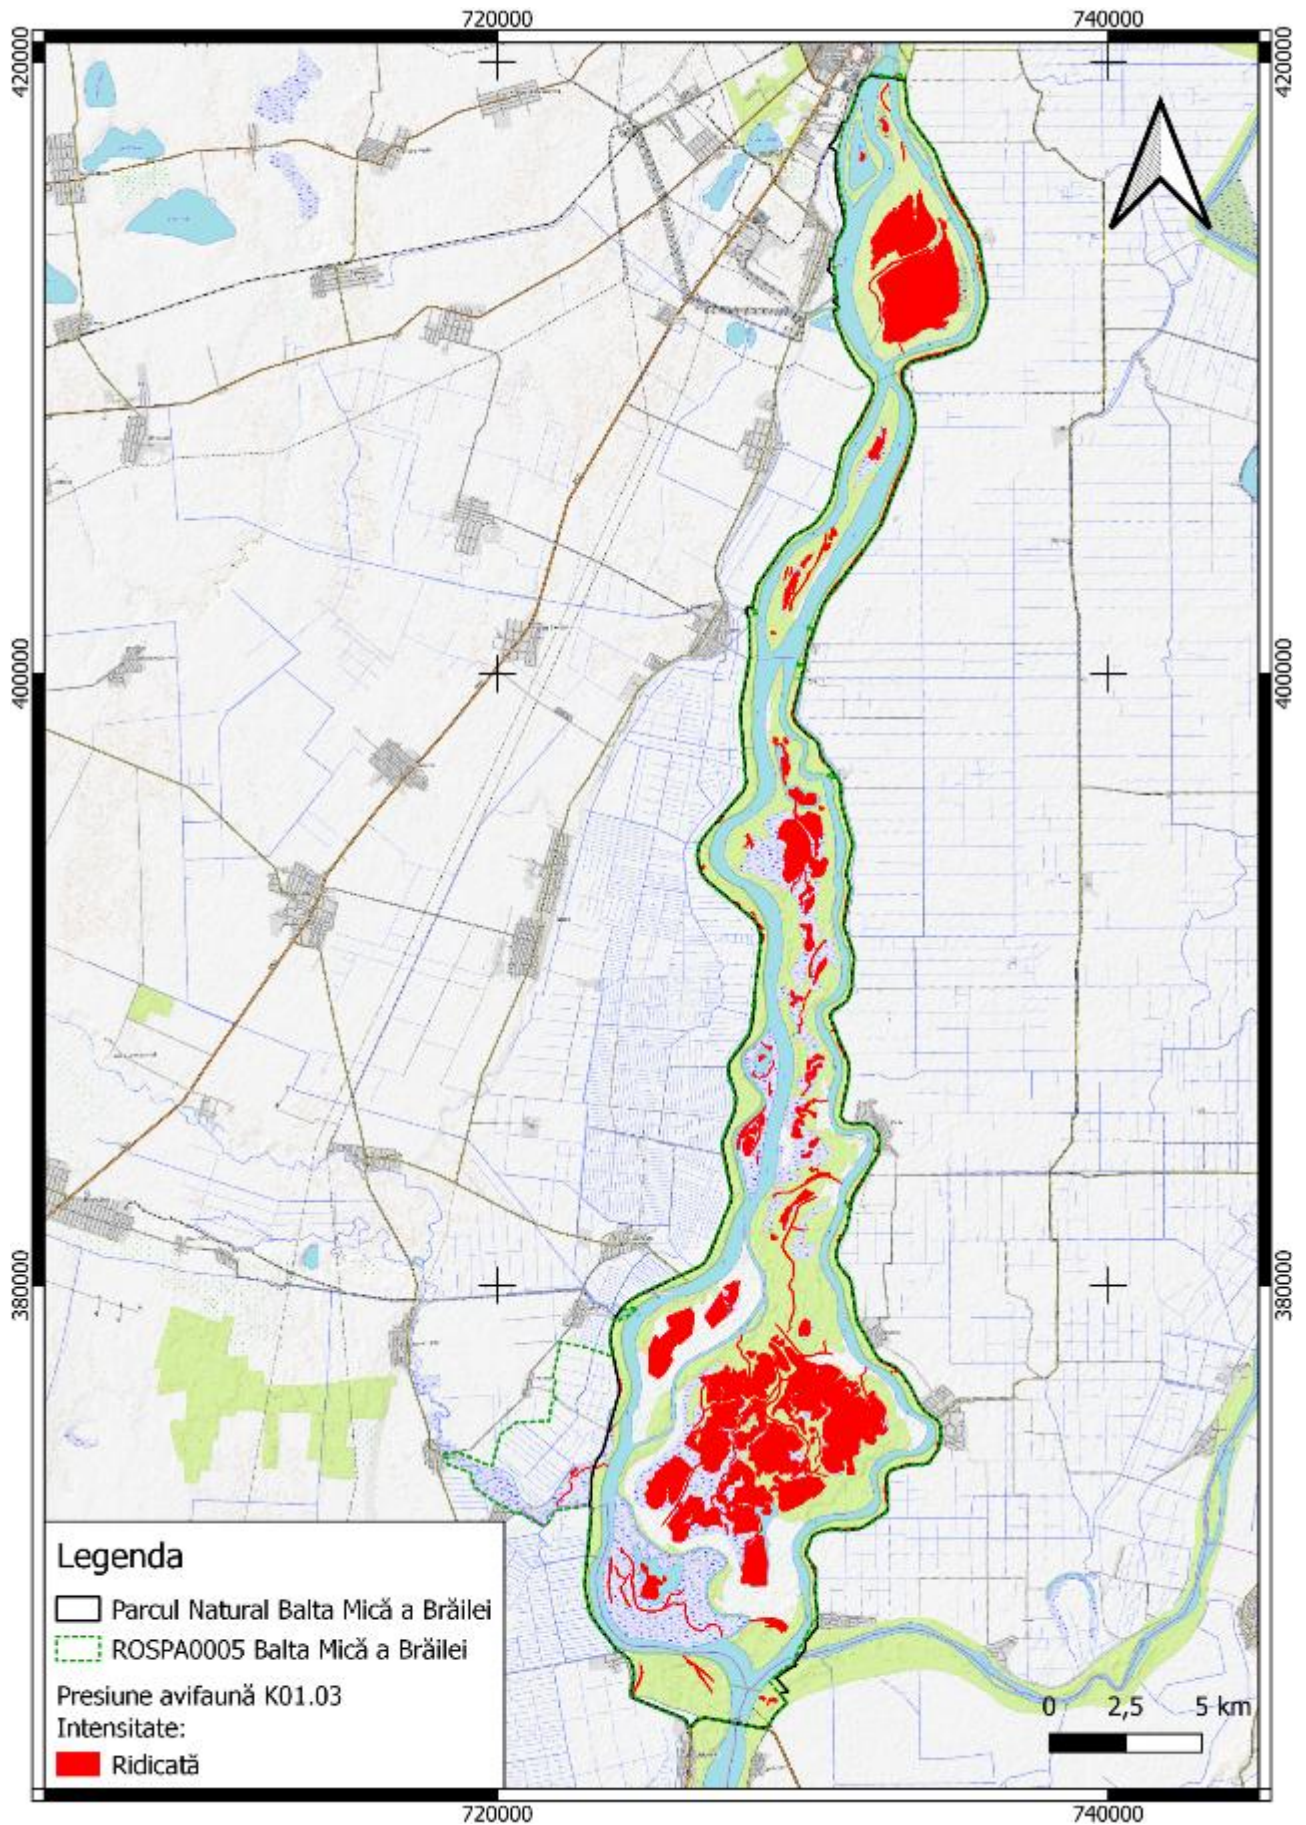 720000
740000
420000
420000
400000
400000
380000
380000
Legenda
Parcul Natural Balta Mică a Brăilei
ROSPA0005 Balta Mică a Brăilei
Presiune avifaună K01.03
Intensitate:
Ridicată
0 2,5 5 km
720000
740000